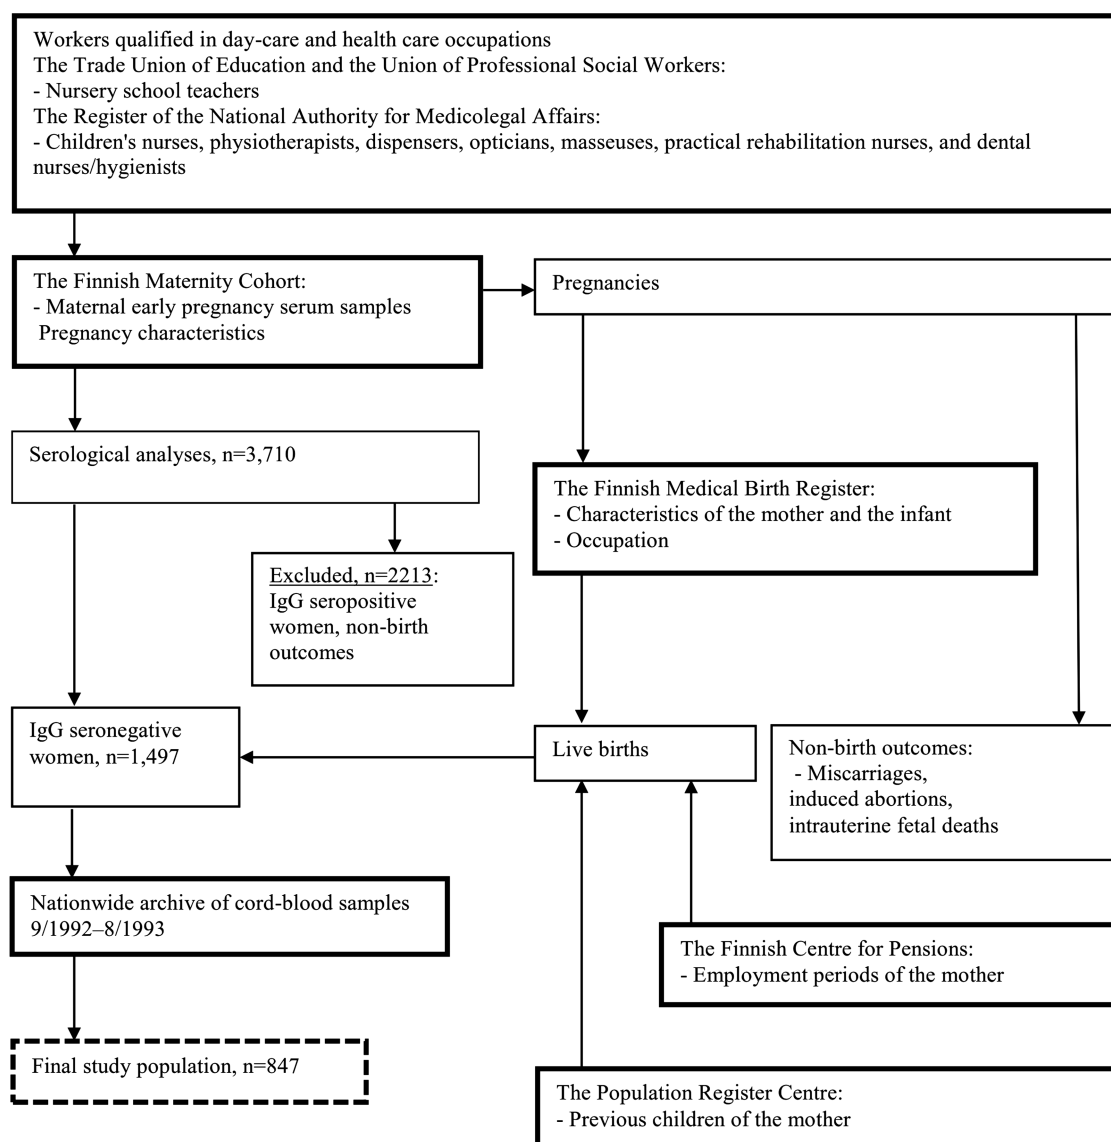 Workers qualified in day-care and health care occupations
The Trade Union of Education and the Union of Professional Social Workers:
- Nursery school teachers
The Register of the National Authority for Medicolegal Affairs:
- Children's nurses, physiotherapists, dispensers, opticians, masseuses, practical rehabilitation nurses, and dental
nurses/hygienists
The Finnish Maternity Cohort:
- Maternal early pregnancy serum samples
Pregnancy characteristics
Pregnancies
Serological analyses, n=3,710
The Finnish Medical Birth Register:
- Characteristics of the mother and the infant
- Occupation
Excluded, n=2213:
IgG seropositive
women, non-birth
outcomes
IgG seronegative
women, n=1,497
Live births
Non-birth outcomes:
- Miscarriages,
induced abortions,
intrauterine fetal deaths
Nationwide archive of cord-blood samples
9/1992–8/1993
The Finnish Centre for Pensions:
- Employment periods of the mother
Final study population, n=847
The Population Register Centre:
- Previous children of the mother